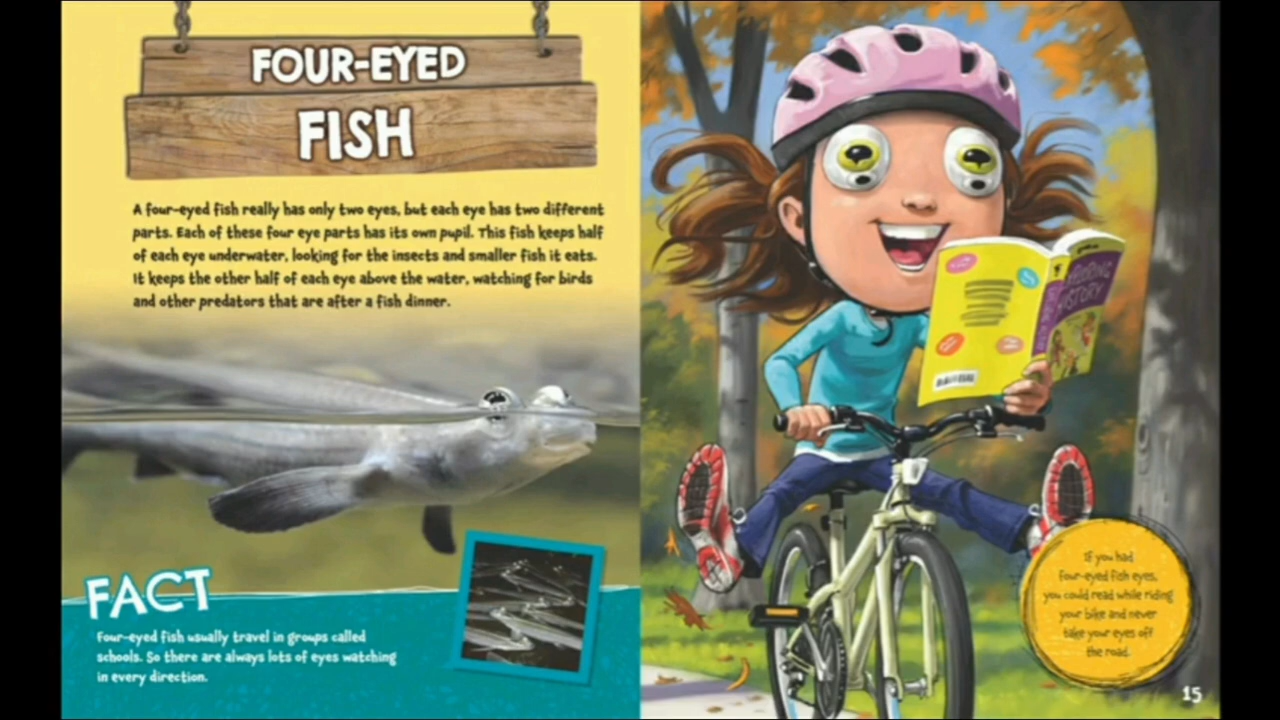 FOUR-EYED
FISH
A four-eyed fish really has only two eyes, but each eye has two different
parts. Each of these four eye parts has its own pupil. This fish keeps half
of each eye underwater, looking for the insects and smaller fish it eats.
It keeps the other half of each eye above the water, watching for birds
and other predators that are after a fish dinner.
FACT
Four-eyed fish usually travel in groups called
schools. So there are always lots of eyes watching
in every direction.
HISTORY
If you had
four-eyed fish eyes,
you could read while riding
your bike and never
take your eyes off
the road.
15